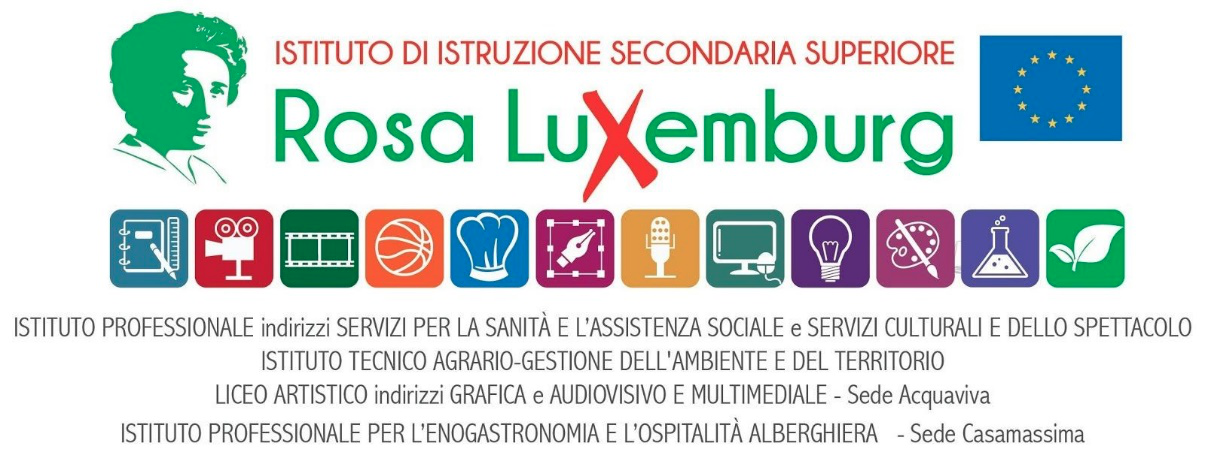 ISTITUTO DI ISTRUZIONE SECONDARIA SUPERIORE
Rosa LuXemburg
ISTITUTO PROFESSIONALE indirizzi SERVIZI PER LA SANITÀ E L'ASSISTENZA SOCIALE e SERVIZI CULTURALI E DELLO SPETTACOLO
ISTITUTO TECNICO AGRARIO-GESTIONE DELL'AMBIENTE E DEL TERRITORIO
LICEO ARTISTICO indirizzi GRAFICA e AUDIOVISIVO E MULTIMEDIALE - Sede Acquaviva
ISTITUTO PROFESSIONALE PER L'ENOGASTRONOMIA E L'OSPITALITÀ ALBERGHIERA - Sede Casamassima